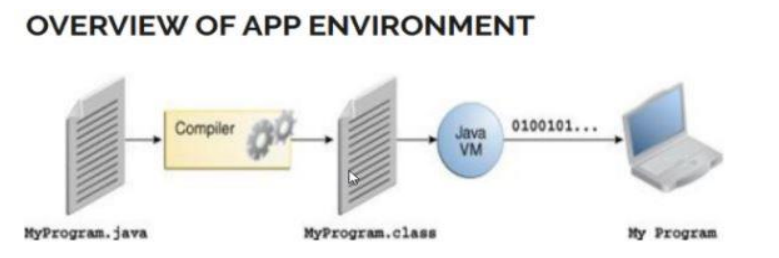 OVERVIEW OF APP ENVIRONMENT
Compiler
Java
VM
0100101...
MyProgram.java
MyProgram.class
My Program